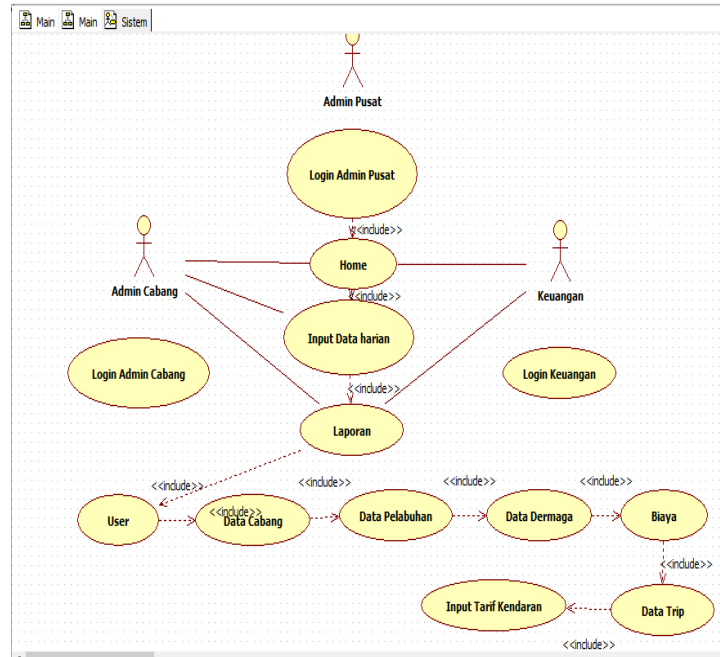 Main Main Sistem
Admin Pusat
Login Admin Pusat
<<include>>
Home
Admin Cabang
Keuangan
<<include>>
Input Data harian
Login Admin Cabang
Login Keuangan
<<include>>
Laporan
<<include>>
<<include>>
<<include>>
<<include>>
<<include>>
User
Data Cabang
Data Pelabuhan
Data Dermaga
Biaya
<<include>>
Input Tarif Kendaran
Data Trip
<<include>>